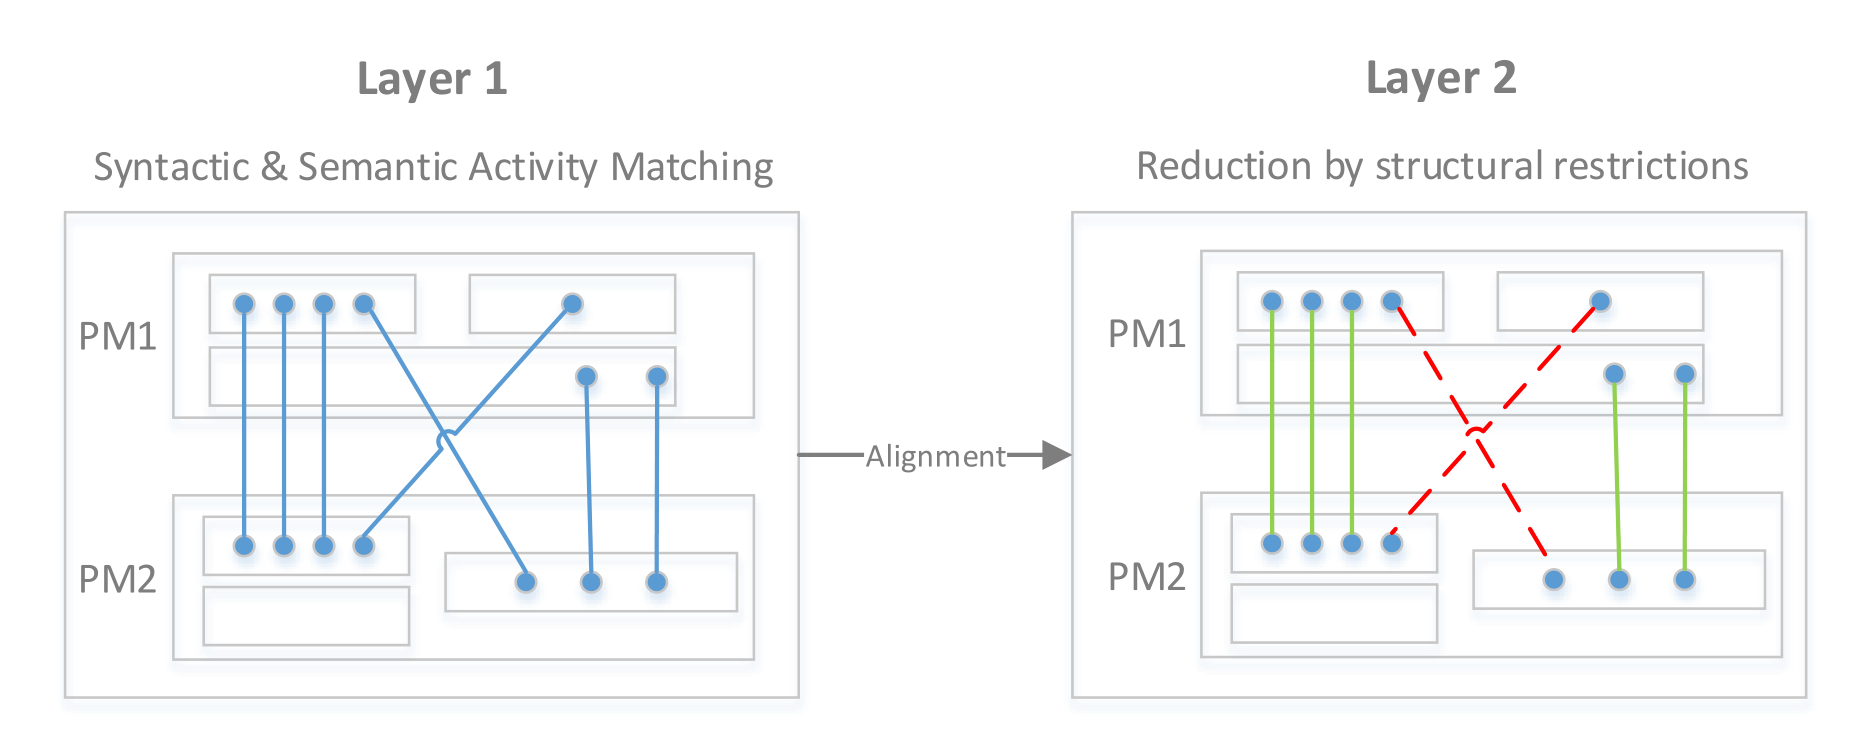 Layer 1
Syntactic & Semantic Activity Matching
PM1
PM2
Alignment
Layer 2
Reduction by structural restrictions
PM1
PM2